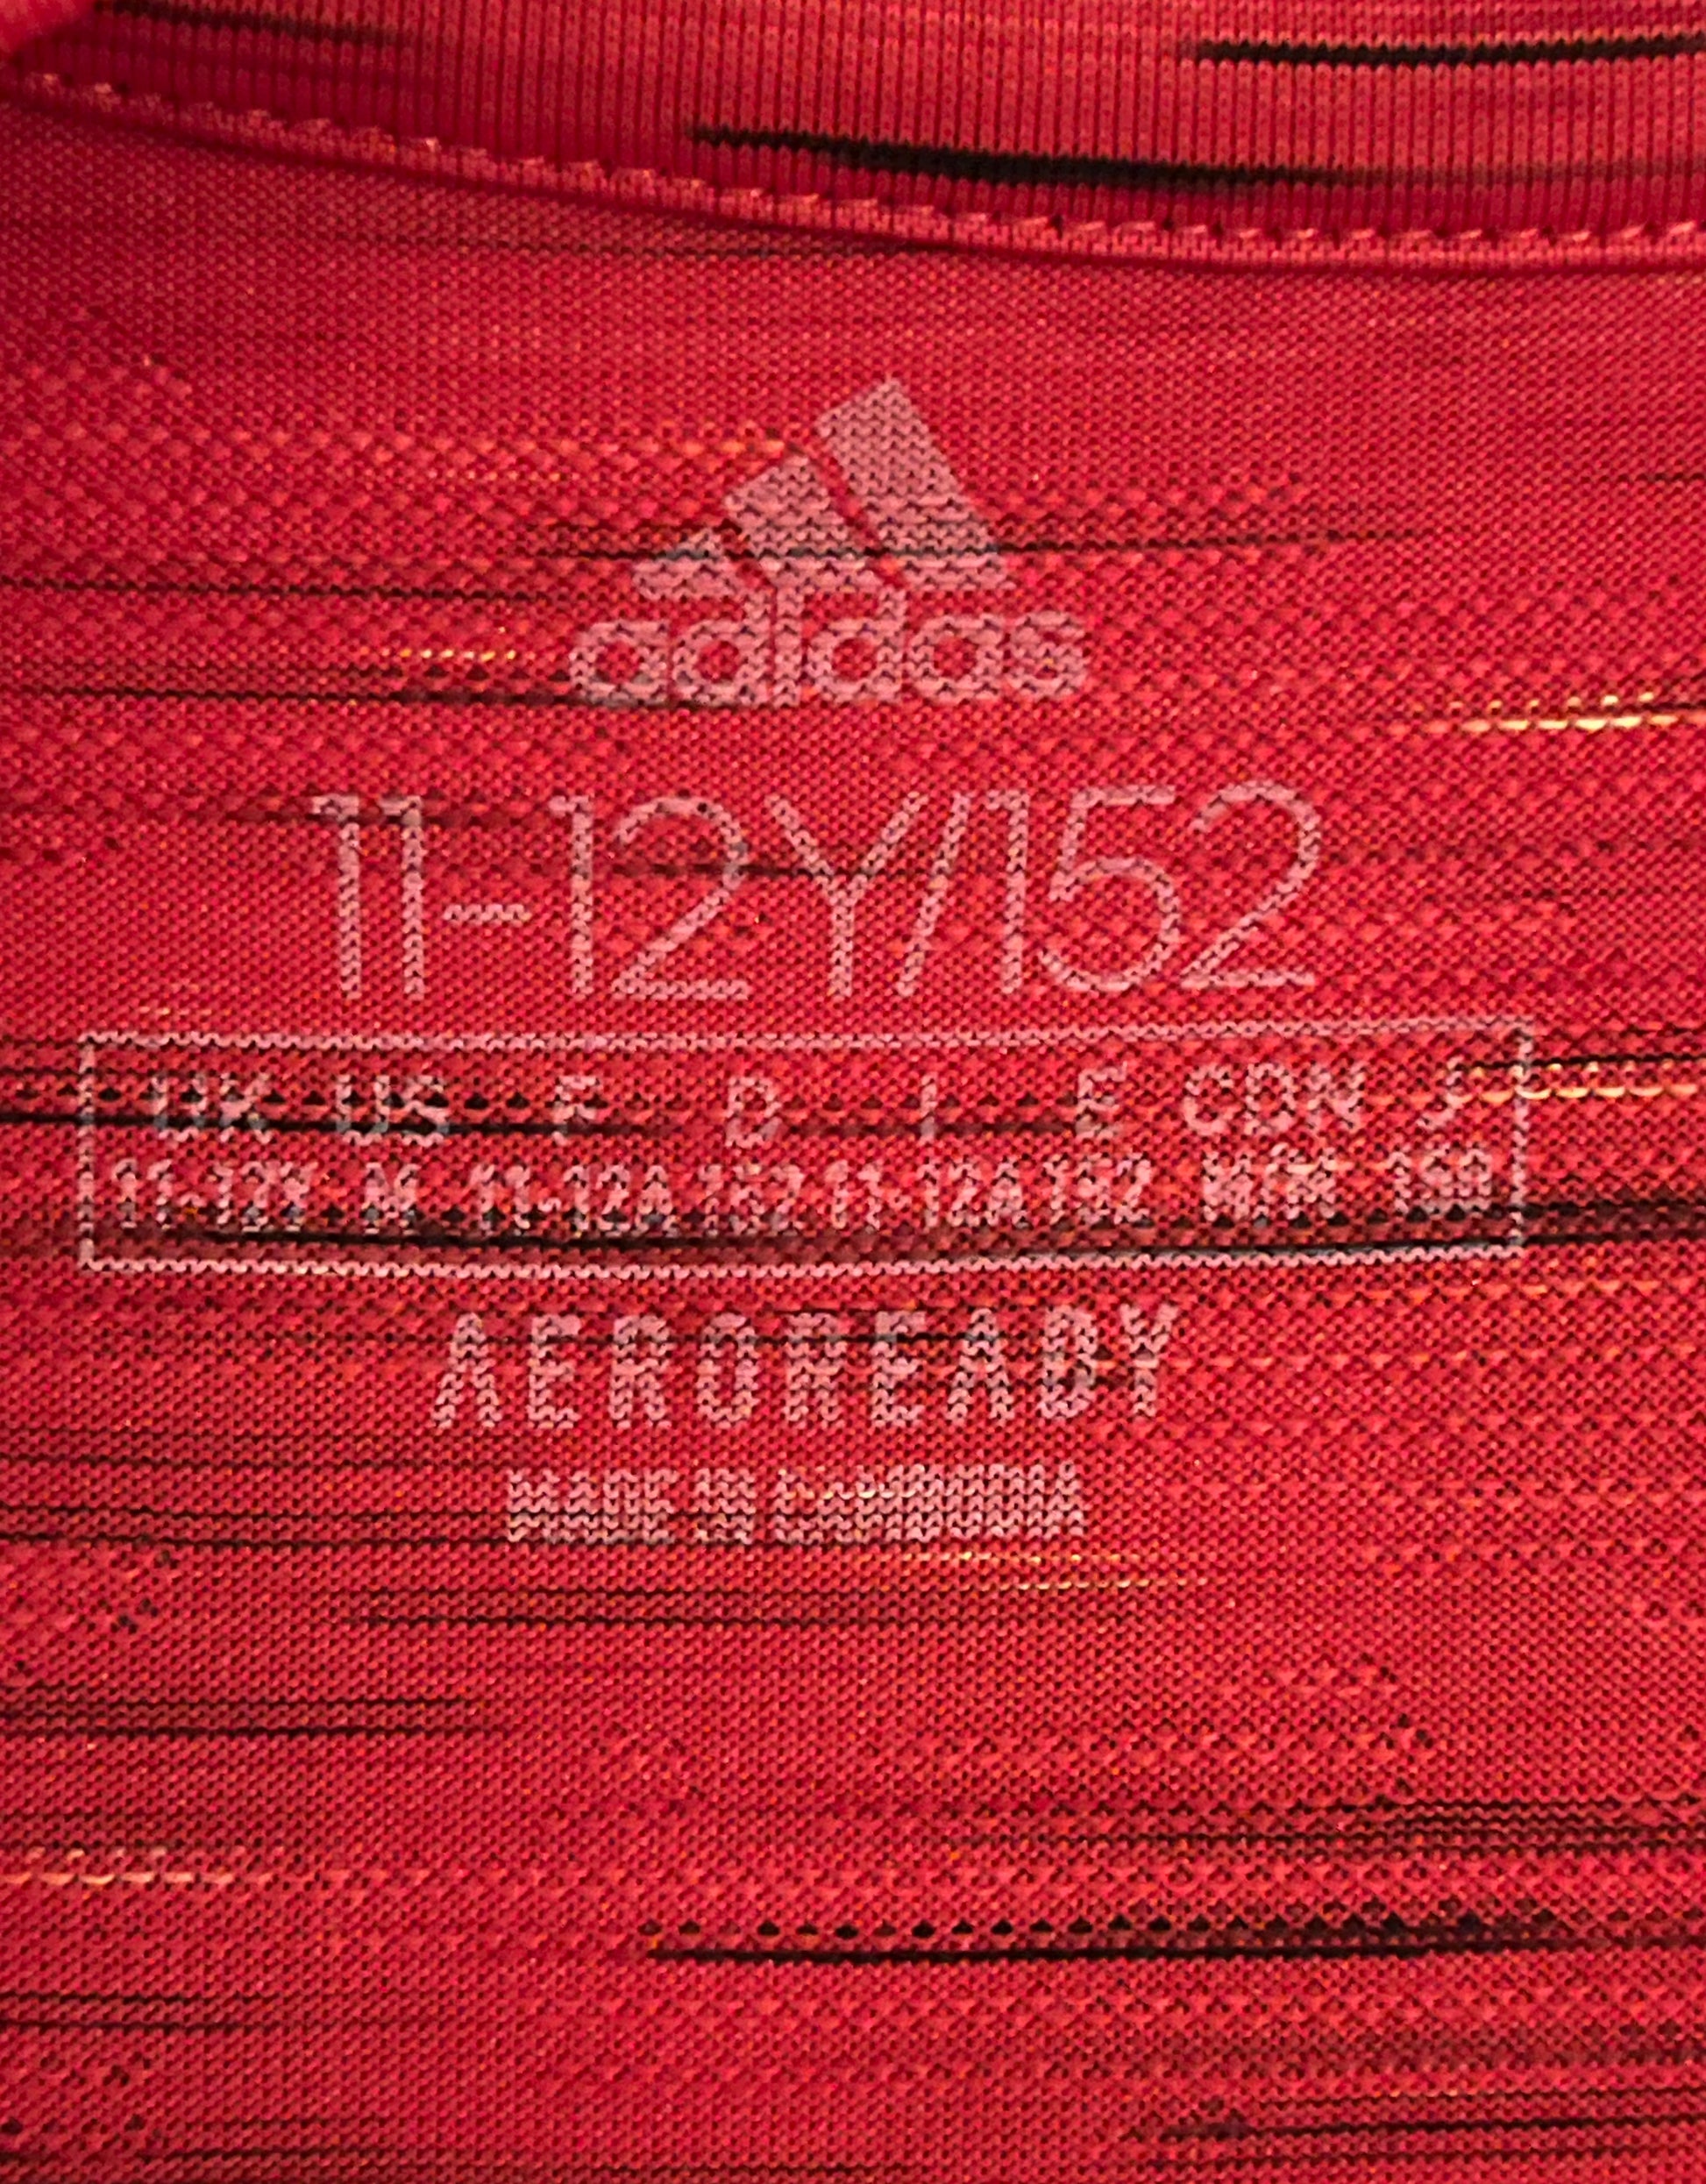 adidas
11-12Y/152
UK US F D I E CDN J
11-12Y M 11-12A 152 11-12A 152 M/M 150
AEROREADY
MADE IN CAMBODIA